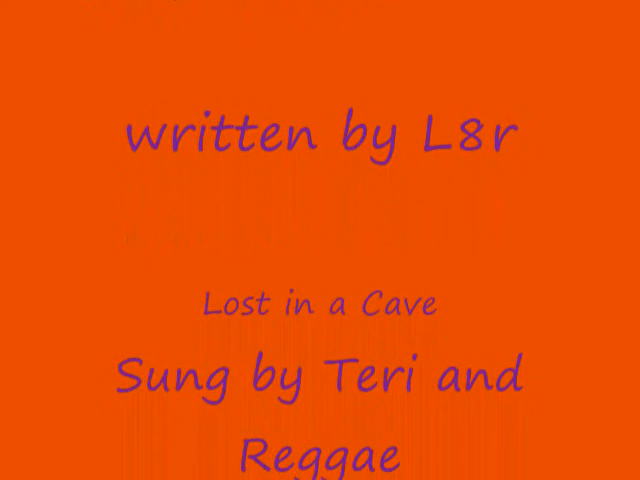 written by L8r
Lost in a Cave
Sung by Teri and
Reggae